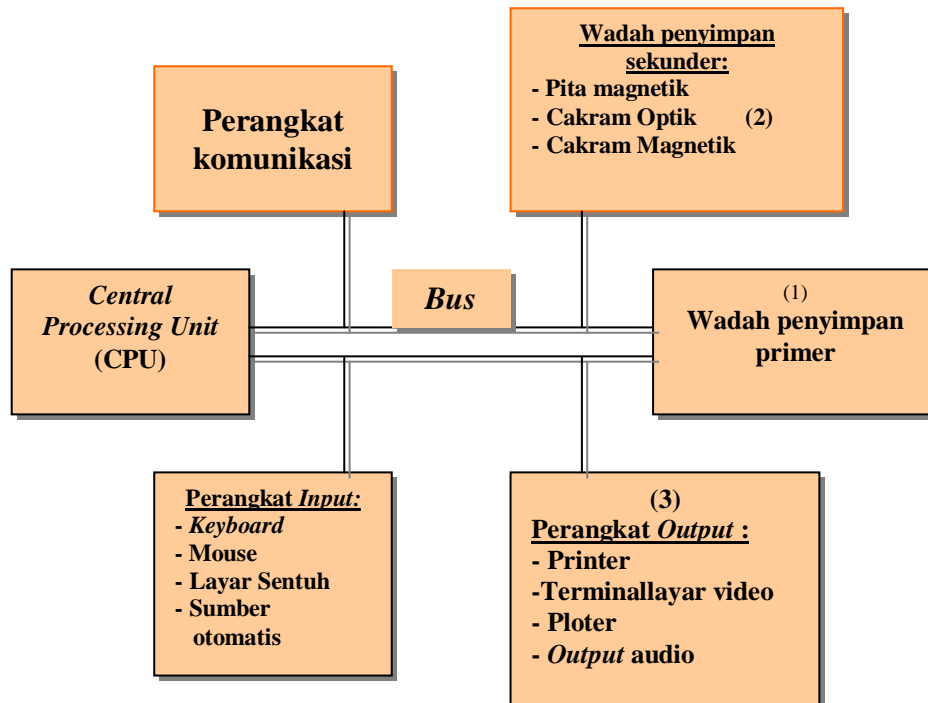 Perangkat
komunikasi
Wadah penyimpan
sekunder:
- Pita magnetik
- Cakram Optik (2)
- Cakram Magnetik
Central
Processing Unit
(CPU)
Bus
(1)
Wadah penyimpan
primer
Perangkat Input:
- Keyboard
- Mouse
- Layar Sentuh
- Sumber
otomatis
(3)
Perangkat Output :
- Printer
-Terminallayar video
- Ploter
- Output audio